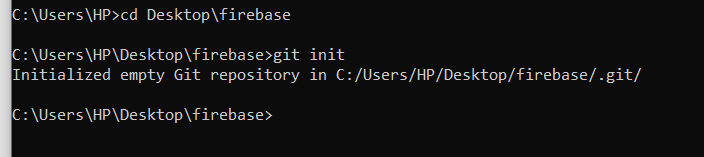 C:\Users\HP>cd Desktop\firebase
C:\Users\HP\Desktop\firebase>git init
Initialized empty Git repository in C:/Users/HP/Desktop/firebase/.git/
C:\Users\HP\Desktop\firebase>